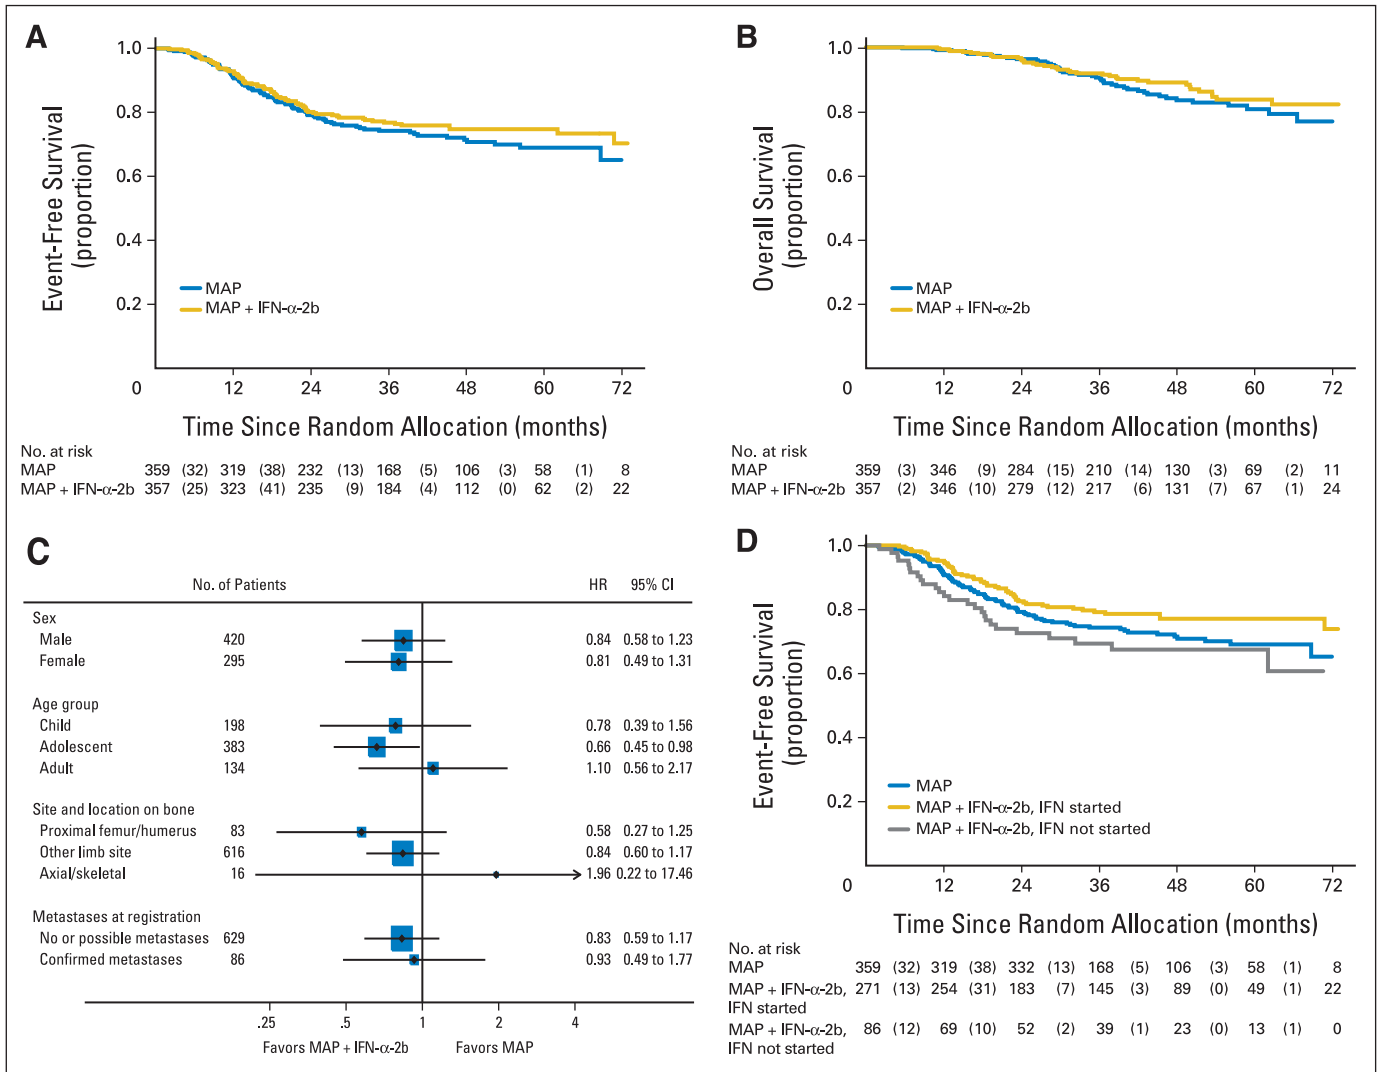 A
1.0
0.8
0.6
0.4
0.2
0
12
24
36
48
60
72
Event-Free Survival
(proportion)
MAP
MAP + IFN-α-2b
Time Since Random Allocation (months)
No. at risk
MAP 359 (32) 319 (38) 232 (13) 168 (5) 106 (3) 58 (1) 8
MAP + IFN-α-2b 357 (25) 323 (41) 235 (9) 184 (4) 112 (0) 62 (2) 22
B
1.0
0.8
0.6
0.4
0.2
0
12
24
36
48
60
72
Overall Survival
(proportion)
MAP
MAP + IFN-α-2b
Time Since Random Allocation (months)
No. at risk
MAP 359 (3) 346 (9) 284 (15) 210 (14) 130 (3) 69 (2) 11
MAP + IFN-α-2b 357 (2) 346 (10) 279 (12) 217 (6) 131 (7) 67 (1) 24
C
No. of Patients HR 95% CI
Sex
Male 420 0.84 0.58 to 1.23
Female 295 0.81 0.49 to 1.31
Age group
Child 198 0.78 0.39 to 1.56
Adolescent 383 0.66 0.45 to 0.98
Adult 134 1.10 0.56 to 2.17
Site and location on bone
Proximal femur/humerus 83 0.58 0.27 to 1.25
Other limb site 616 0.84 0.60 to 1.17
Axial/skeletal 16 1.96 0.22 to 17.46
Metastases at registration
No or possible metastases 629 0.83 0.59 to 1.17
Confirmed metastases 86 0.93 0.49 to 1.77
.25 .5 1 2 4
Favors MAP + IFN-α-2b Favors MAP
D
1.0
0.8
0.6
0.4
0.2
0
12
24
36
48
60
72
Event-Free Survival
(proportion)
MAP
MAP + IFN-α-2b, IFN started
MAP + IFN-α-2b, IFN not started
Time Since Random Allocation (months)
No. at risk
MAP 359 (32) 319 (38) 332 (13) 168 (5) 106 (3) 58 (1) 8
MAP + IFN-α-2b, 271 (13) 254 (31) 183 (7) 145 (3) 89 (0) 49 (1) 22
IFN started
MAP + IFN-α-2b, 86 (12) 69 (10) 52 (2) 39 (1) 23 (0) 13 (1) 0
IFN not started